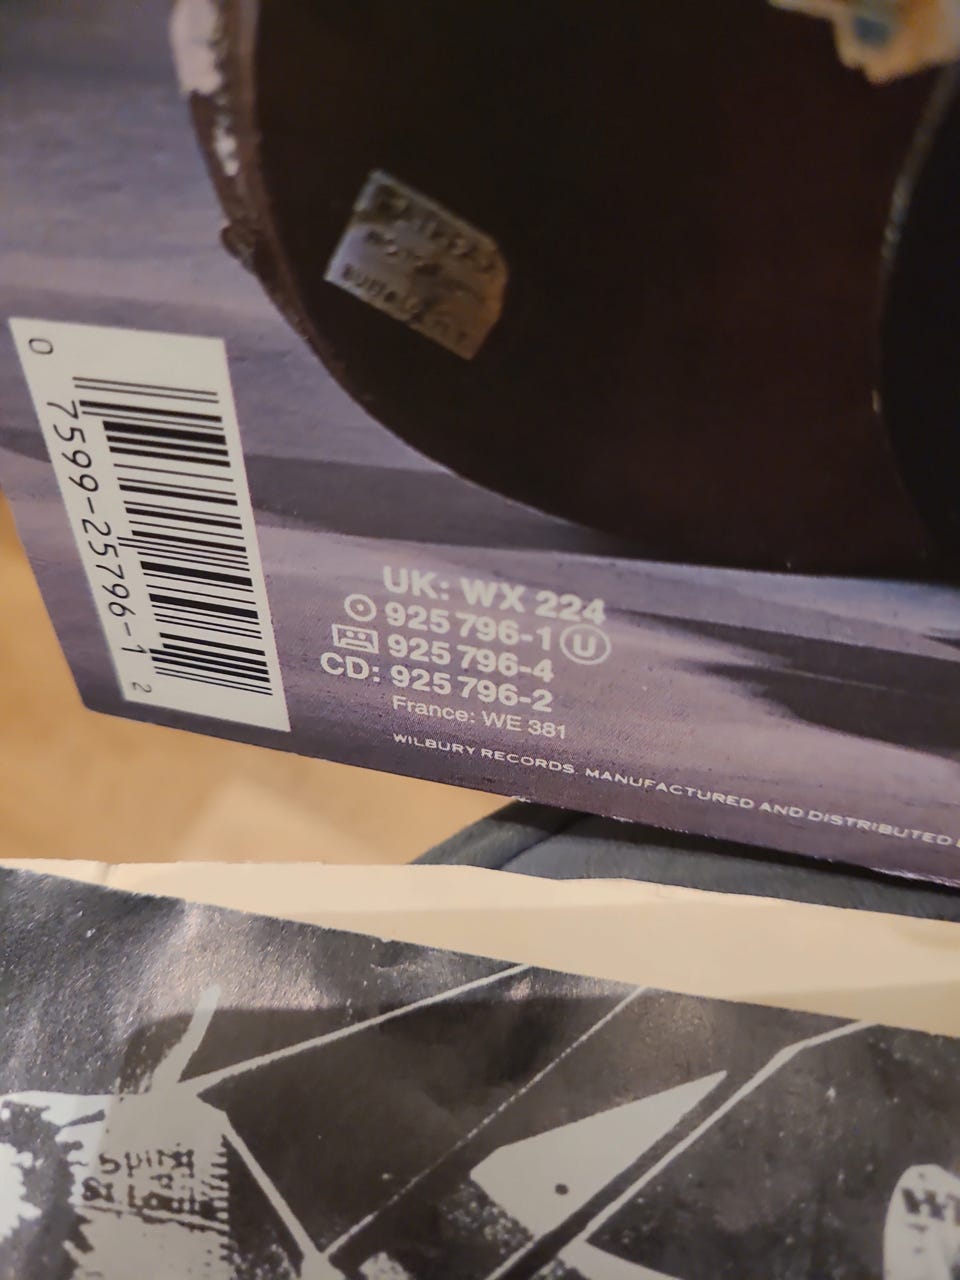 0 7599-25796-1 2
UK: WX 224
925 796-1 U
925 796-4
CD: 925 796-2
France: WE 381
WILBURY RECORDS. MANUFACTURED AND DISTRIBUTED